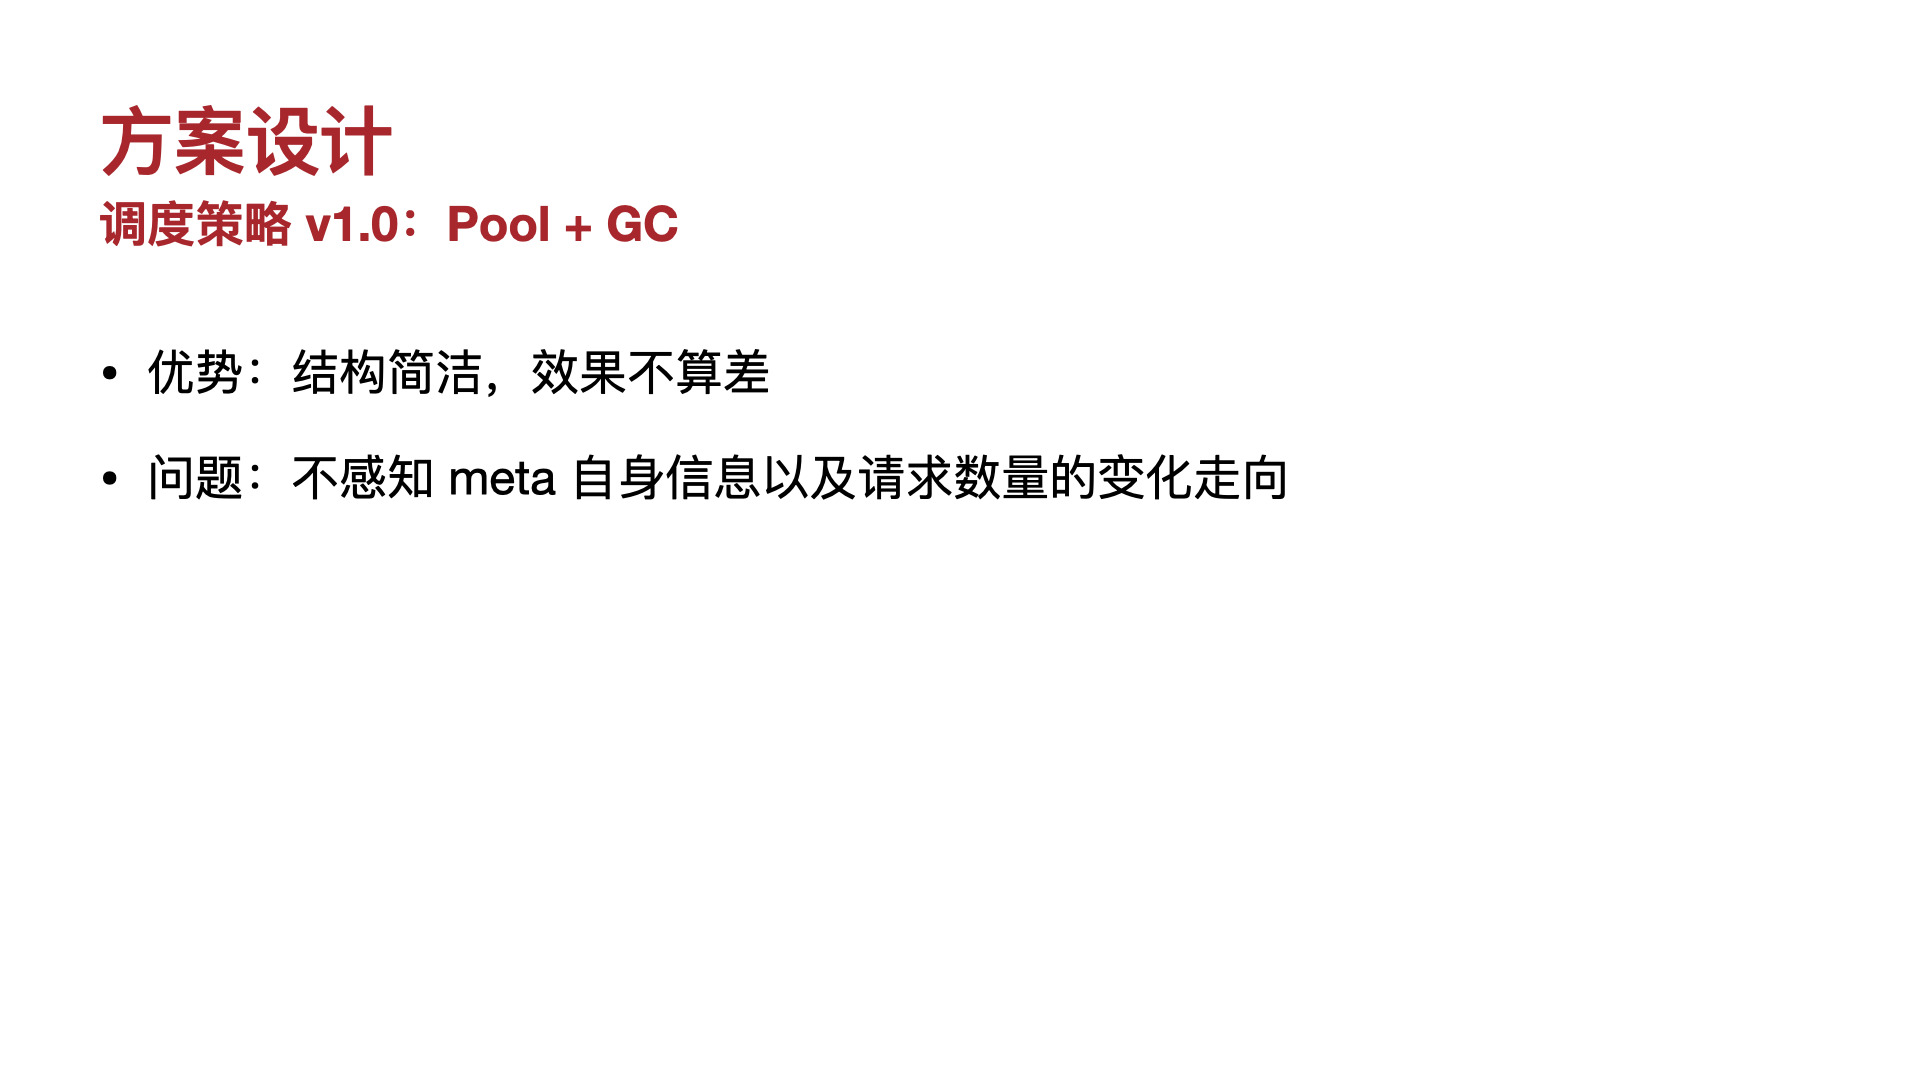 方案设计
调度策略 v1.0：Pool + GC
• 优势：结构简洁，效果不算差
• 问题：不感知 meta 自身信息以及请求数量的变化走向